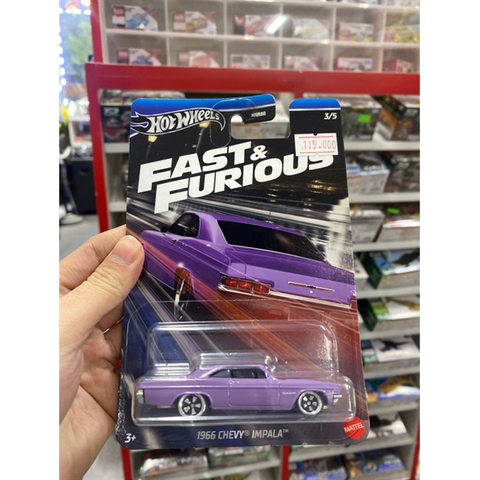 HOT WHEELS
3/5
119.000
FAST &
FURIOUS
3+
1966 CHEVY® IMPALA™
MATTEL